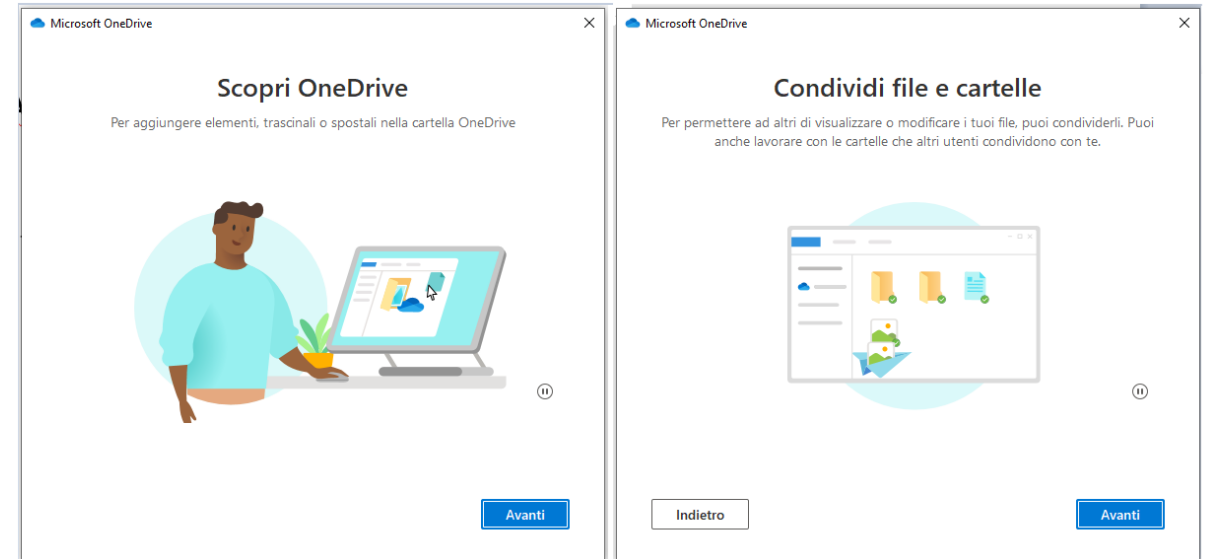 Microsoft OneDrive
Scopri OneDrive
Per aggiungere elementi, trascinali o spostali nella cartella OneDrive
Avanti
Microsoft OneDrive
Condividi file e cartelle
Per permettere ad altri di visualizzare o modificare i tuoi file, puoi condividerli. Puoi
anche lavorare con le cartelle che altri utenti condividono con te.
Indietro
Avanti